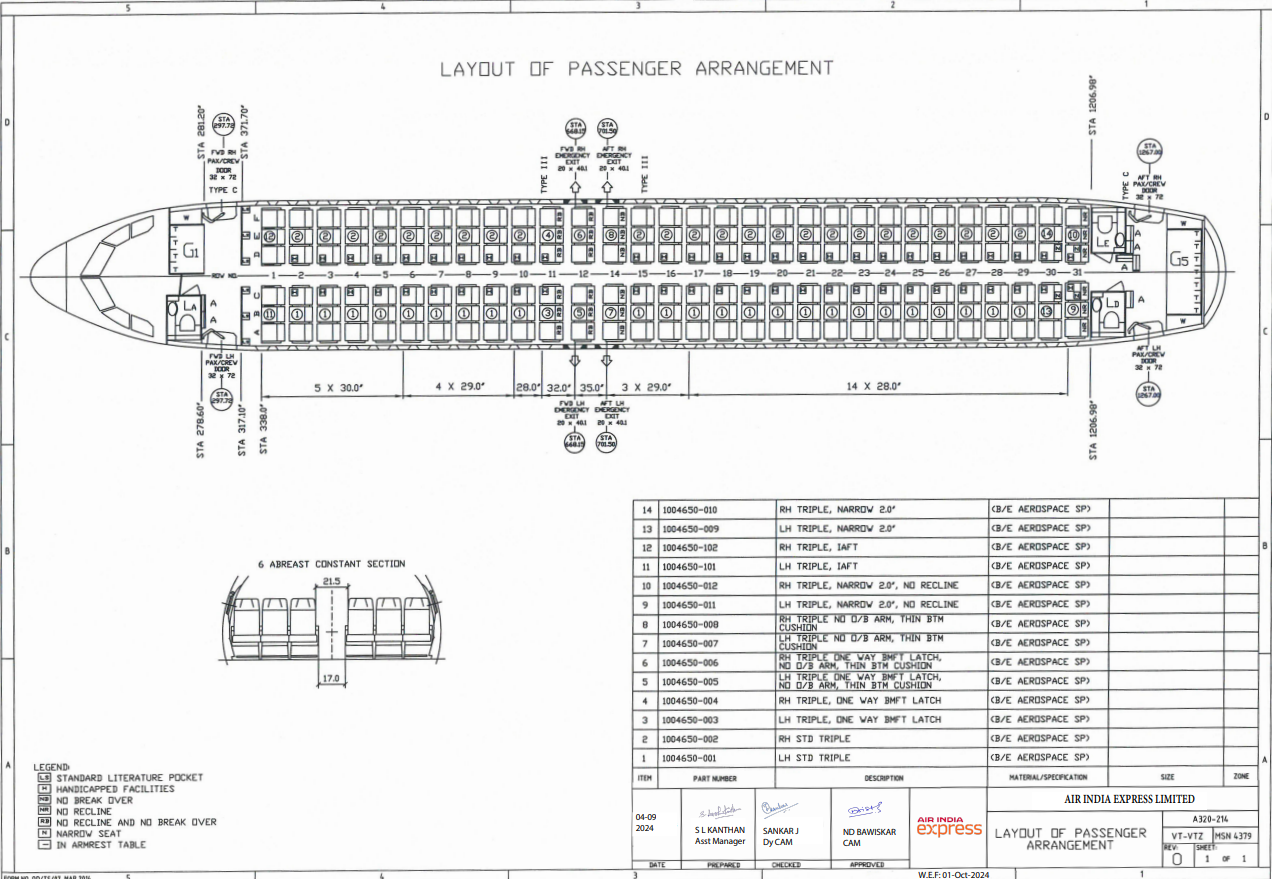 5 4 3 2 1
LAYOUT OF PASSENGER ARRANGEMENT
D D
STA 281.20"
STA 297.72
STA 371.70"
FWD RH
PAX/CREW
DOOR
32 x 72
TYPE C
TYPE III
STA 668.15
FWD RH
EMERGENCY
EXIT
20 x 40.1
STA 701.50
AFT RH
EMERGENCY
EXIT
20 x 40.1
TYPE III
STA 1206.98"
TYPE C
STA 1267.00
AFT RH
PAX/CREW
DOOR
32 x 72
W
T
T
T
T
G1
LS F
E
LS D
12 2 2 2 2 2 2 2 2 2 4 6 8 2 2 2 2 2 2 2 2 2 2 2 2 2 2 14 10
H RB NB NR N
LE
A
A
A
W
T
G5
W
ROW NO. 1 2 3 4 5 6 7 8 9 10 11 12 14 15 16 17 18 19 20 21 22 23 24 25 26 27 28 29 30 31
LA
A
A
C
LS B
A
11 1 1 1 1 1 1 1 1 1 3 5 7 1 1 1 1 1 1 1 1 1 1 1 1 1 1 13 9
LD
A
A
C C
FWD LH
PAX/CREW
DOOR
32 x 72
STA 297.72
STA 278.60"
STA 317.10"
STA 338.0"
5 X 30.0" 4 X 29.0" 28.0" 32.0" 35.0" 3 X 29.0" 14 X 28.0"
FWD LH
EMERGENCY
EXIT
20 x 40.1
STA 668.15
AFT LH
EMERGENCY
EXIT
20 x 40.1
STA 701.50
STA 1206.98"
AFT LH
PAX/CREW
DOOR
32 x 72
STA 1267.00
B B
6 ABREAST CONSTANT SECTION
21.5
17.0
14 1004650-010 RH TRIPLE, NARROW 2.0" (B/E AEROSPACE SP)
13 1004650-009 LH TRIPLE, NARROW 2.0" (B/E AEROSPACE SP)
12 1004650-102 RH TRIPLE, IAFT (B/E AEROSPACE SP)
11 1004650-101 LH TRIPLE, IAFT (B/E AEROSPACE SP)
10 1004650-012 RH TRIPLE, NARROW 2.0", NO RECLINE (B/E AEROSPACE SP)
9 1004650-011 LH TRIPLE, NARROW 2.0", NO RECLINE (B/E AEROSPACE SP)
8 1004650-008 RH TRIPLE NO O/B ARM, THIN BTM
CUSHION (B/E AEROSPACE SP)
7 1004650-007 LH TRIPLE NO O/B ARM, THIN BTM
CUSHION (B/E AEROSPACE SP)
6 1004650-006 RH TRIPLE ONE WAY BMFT LATCH,
NO O/B ARM, THIN BTM CUSHION (B/E AEROSPACE SP)
5 1004650-005 LH TRIPLE ONE WAY BMFT LATCH,
NO O/B ARM, THIN BTM CUSHION (B/E AEROSPACE SP)
4 1004650-004 RH TRIPLE, ONE WAY BMFT LATCH (B/E AEROSPACE SP)
3 1004650-003 LH TRIPLE, ONE WAY BMFT LATCH (B/E AEROSPACE SP)
2 1004650-002 RH STD TRIPLE (B/E AEROSPACE SP)
1 1004650-001 LH STD TRIPLE (B/E AEROSPACE SP)
ITEM PART NUMBER DESCRIPTION MATERIAL/SPECIFICATION SIZE ZONE
A A
LEGEND:
LS STANDARD LITERATURE POCKET
H HANDICAPPED FACILITIES
NB NO BREAK OVER
NR NO RECLINE
RB NO RECLINE AND NO BREAK OVER
N NARROW SEAT
IN ARMREST TABLE
04-09
2024
DATE
S L KANTHAN
Asst Manager
PREPARED
SANKAR J
Dy CAM
CHECKED
ND BAWISKAR
CAM
APPROVED
AIR INDIA
express
AIR INDIA EXPRESS LIMITED
LAYOUT OF PASSENGER
ARRANGEMENT
A320-214
VT-VTZ MSN 4379
REV: 0
SHEET: 1 OF 1
5 4 3 1
W.E.F: 01-Oct-2024